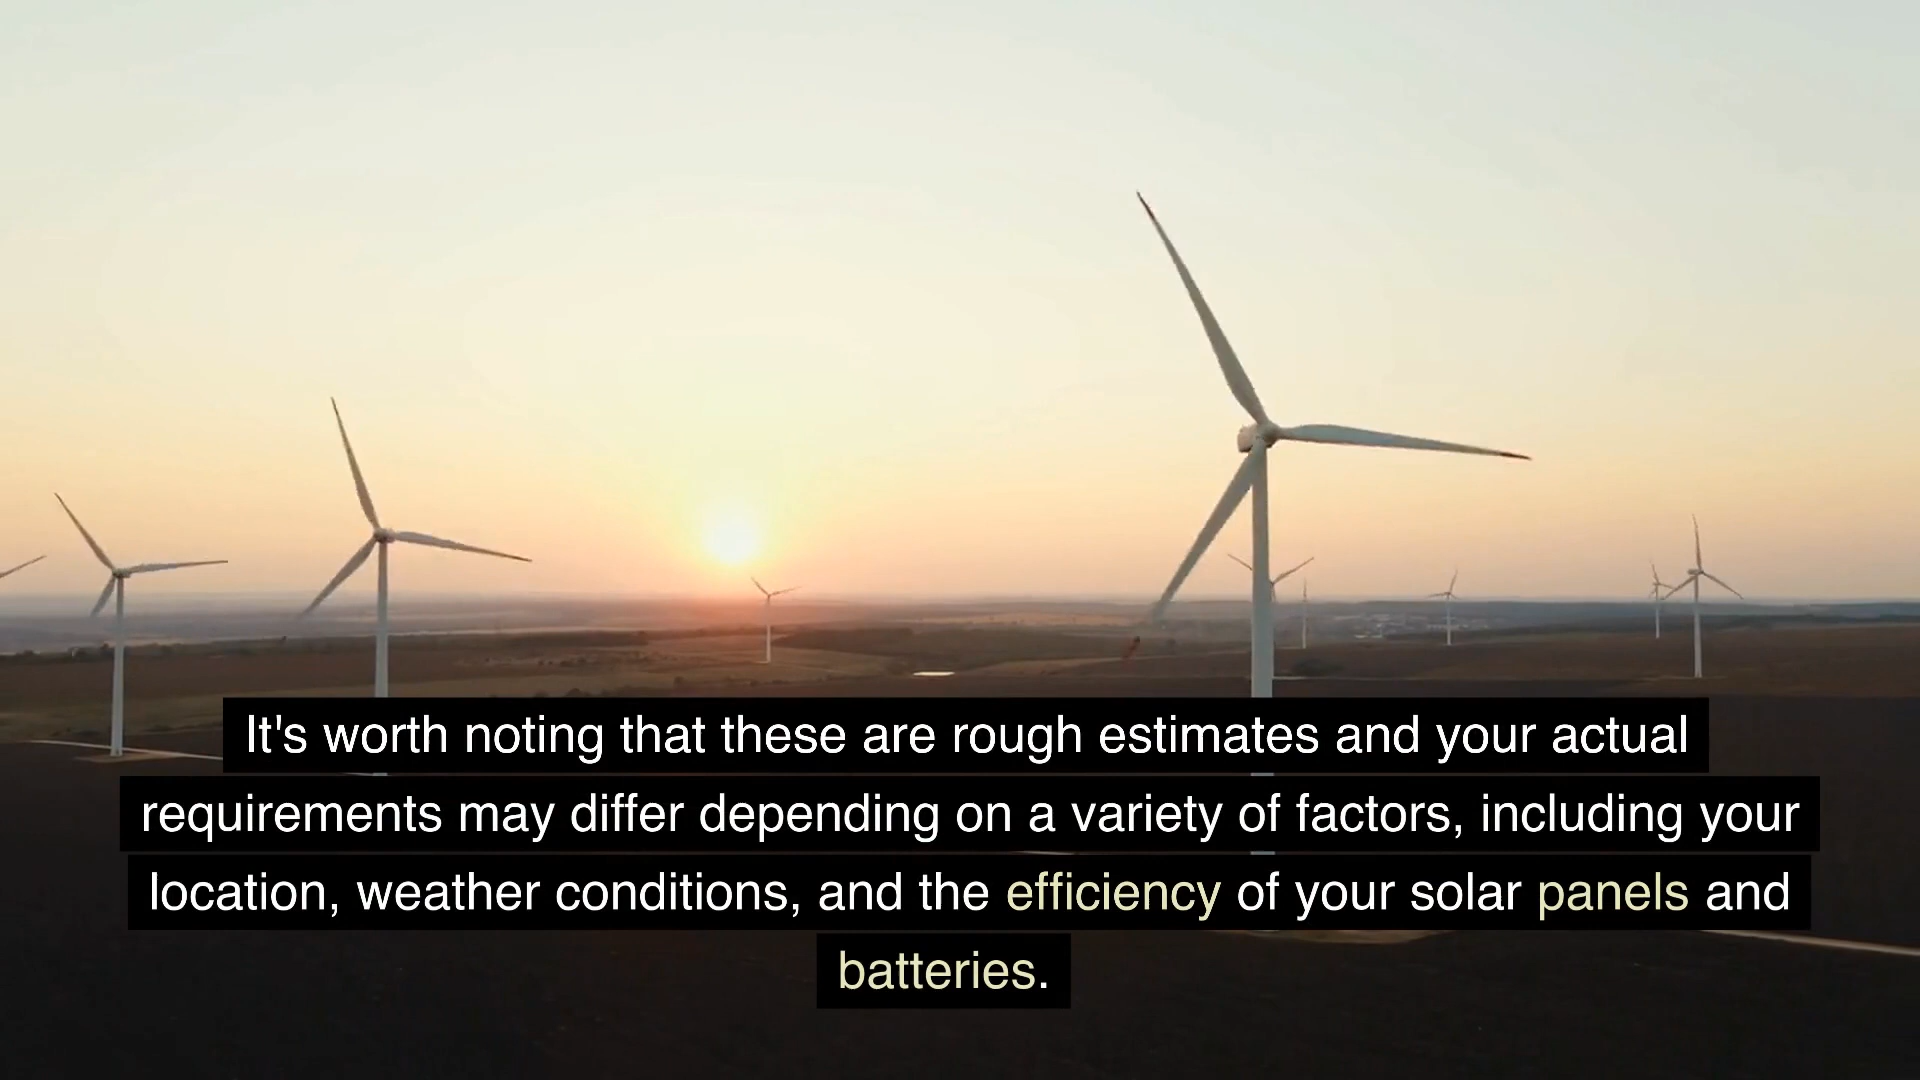 It's worth noting that these are rough estimates and your actual
requirements may differ depending on a variety of factors, including your
location, weather conditions, and the efficiency of your solar panels and
batteries.